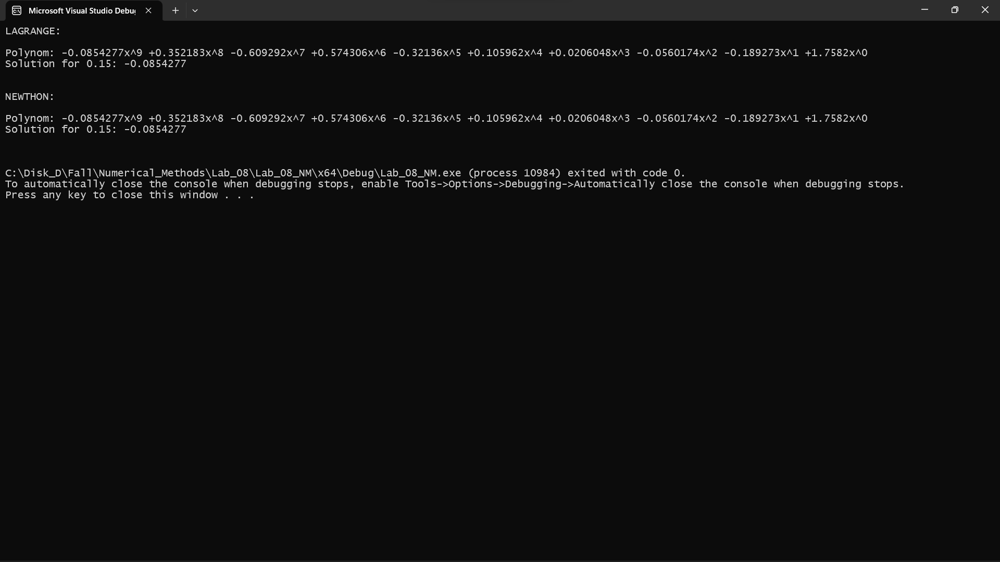 Microsoft Visual Studio Debug
LAGRANGE:
Polynom: -0.0854277x^9 +0.352183x^8 -0.609292x^7 +0.574306x^6 -0.32136x^5 +0.105962x^4 +0.0206048x^3 -0.0560174x^2 -0.189273x^1 +1.7582x^0
Solution for 0.15: -0.0854277
NEWTHON:
Polynom: -0.0854277x^9 +0.352183x^8 -0.609292x^7 +0.574306x^6 -0.32136x^5 +0.105962x^4 +0.0206048x^3 -0.0560174x^2 -0.189273x^1 +1.7582x^0
Solution for 0.15: -0.0854277
C:\Disk_D\Fall\Numerical_Methods\Lab_08\Lab_08_NM\x64\Debug\Lab_08_NM.exe (process 10984) exited with code 0.
To automatically close the console when debugging stops, enable Tools->Options->Debugging->Automatically close the console when debugging stops.
Press any key to close this window . . .